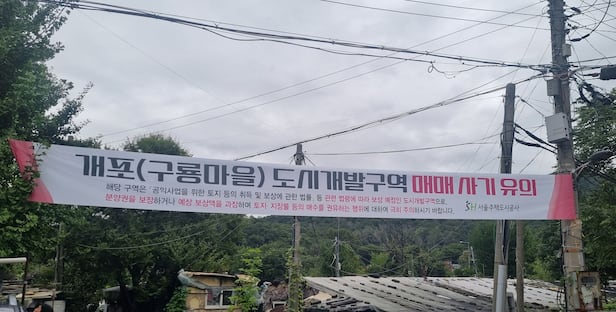 개포(구룡마을) 도시개발구역 매매 사기 유의
해당 구역은 「공익사업을 위한 토지 등의 취득 및 보상에 관한 법률」 등 관련 법령에 따라 보상 예정인 도시개발구역으로,
분양권을 보장하거나 예상 보상액을 과장하며 토지·지장물 등의 매수를 권유하는 행위에 대하여 극히 주의하시기 바랍니다.
SH 서울주택도시공사